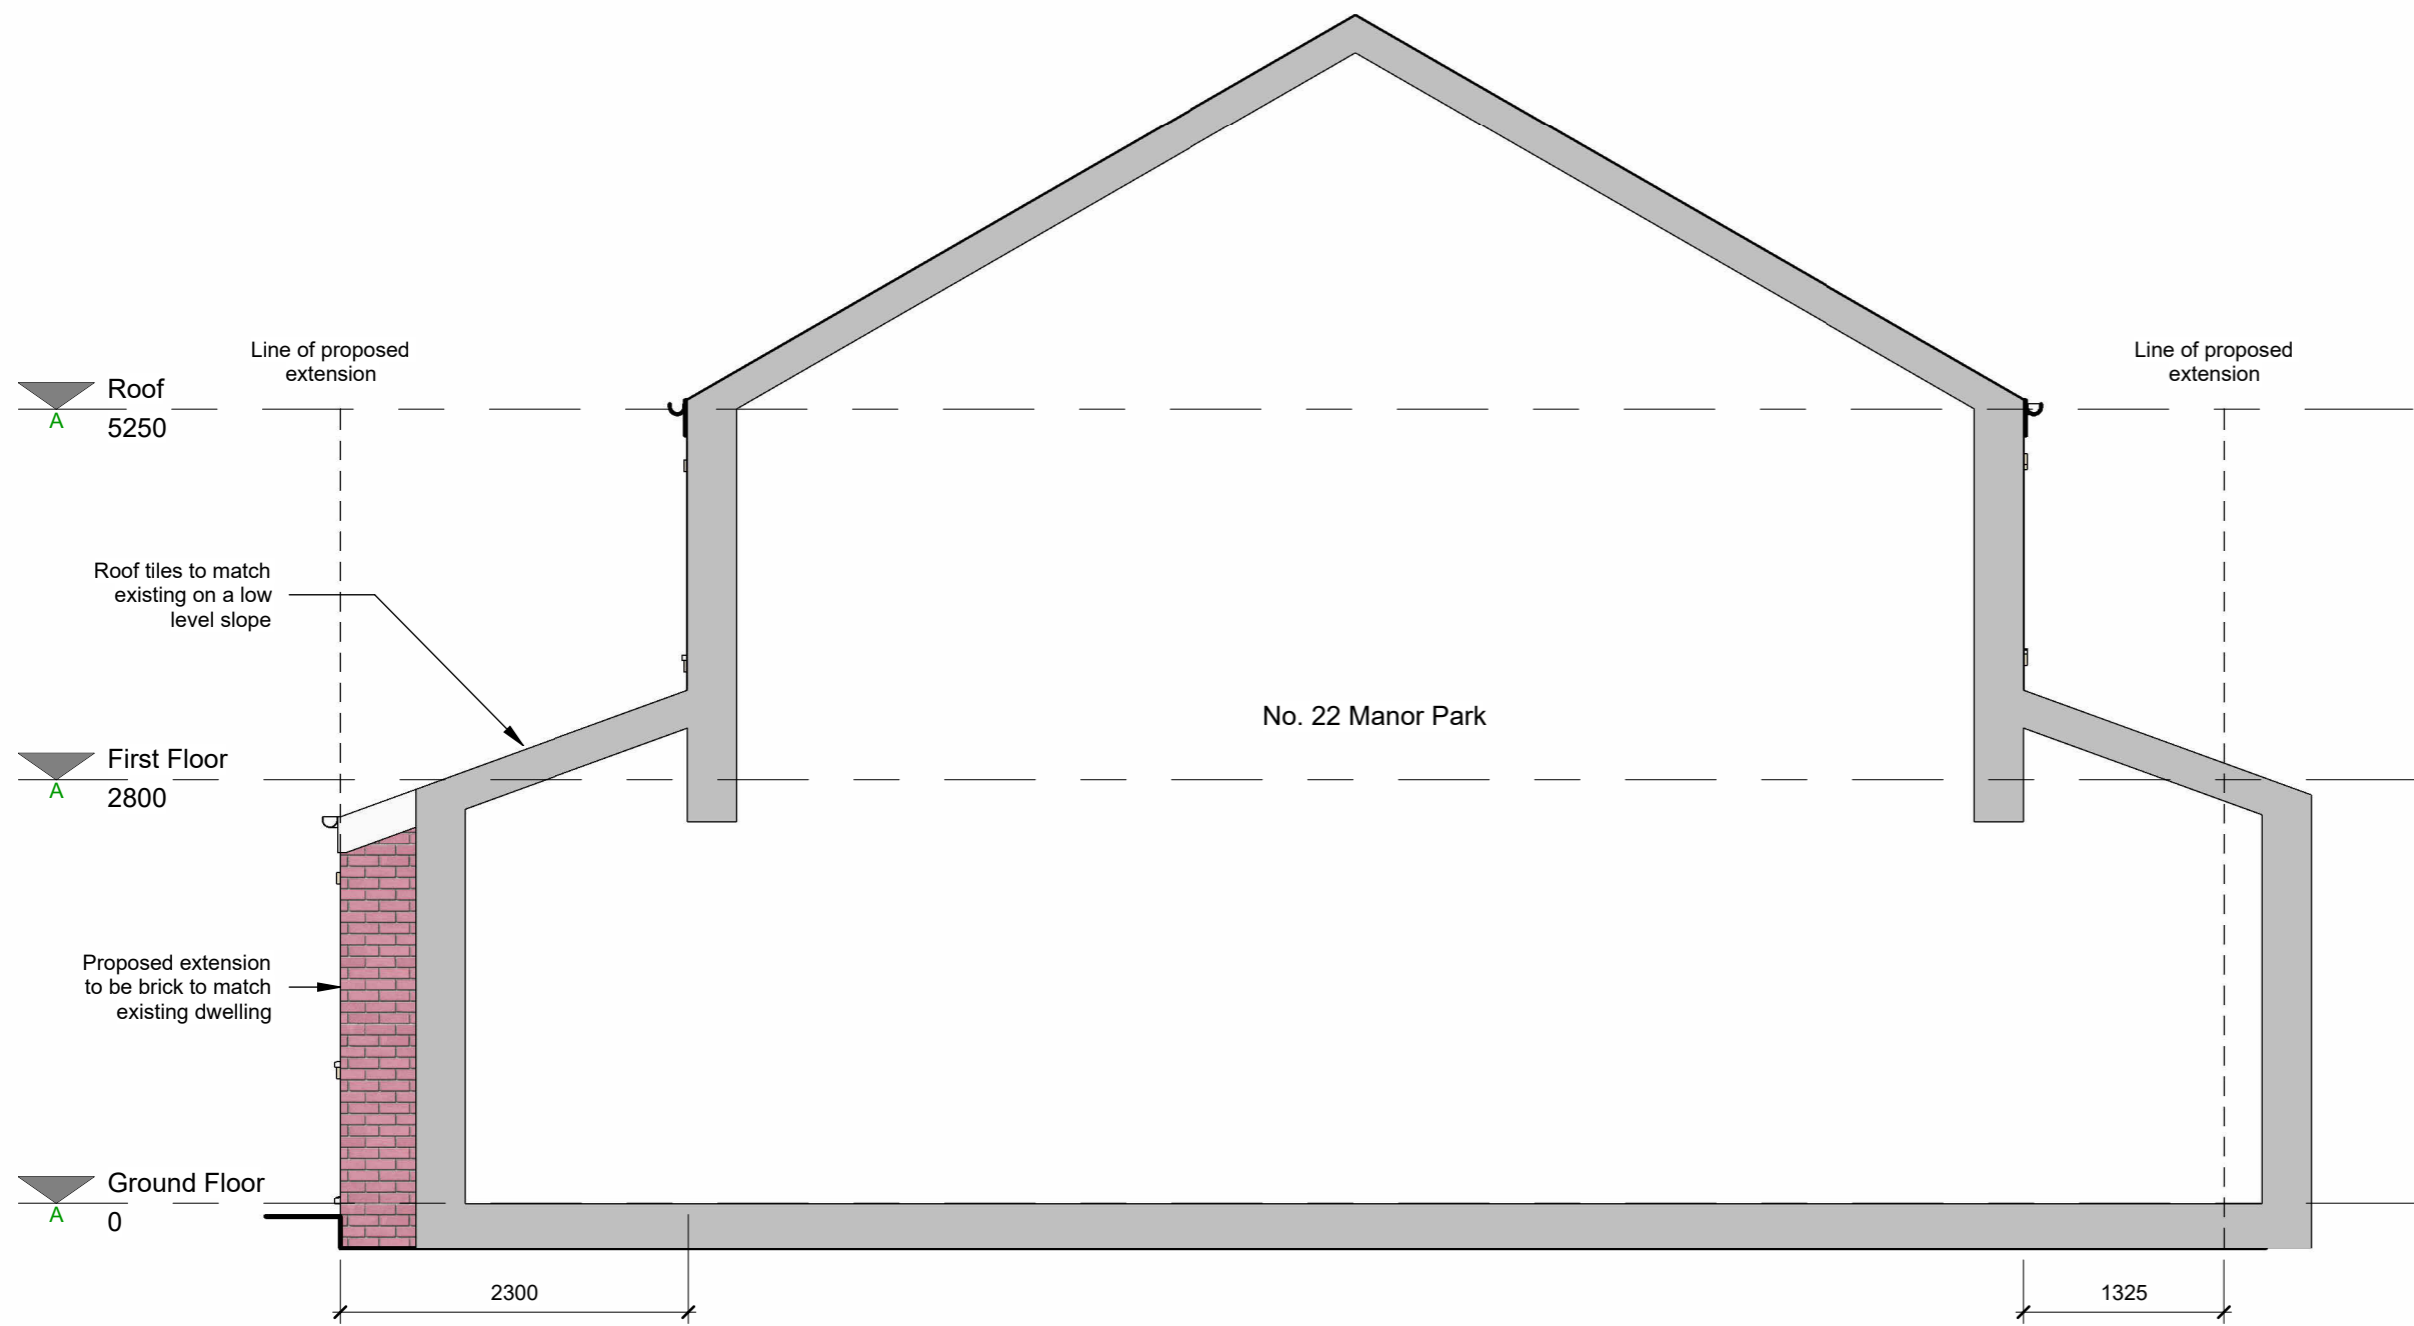 Line of proposed
extension
Line of proposed
extension
Roof
A
5250
Roof tiles to match
existing on a low
level slope
No. 22 Manor Park
First Floor
A
2800
Proposed extension
to be brick to match
existing dwelling
Ground Floor
A
0
2300
1325